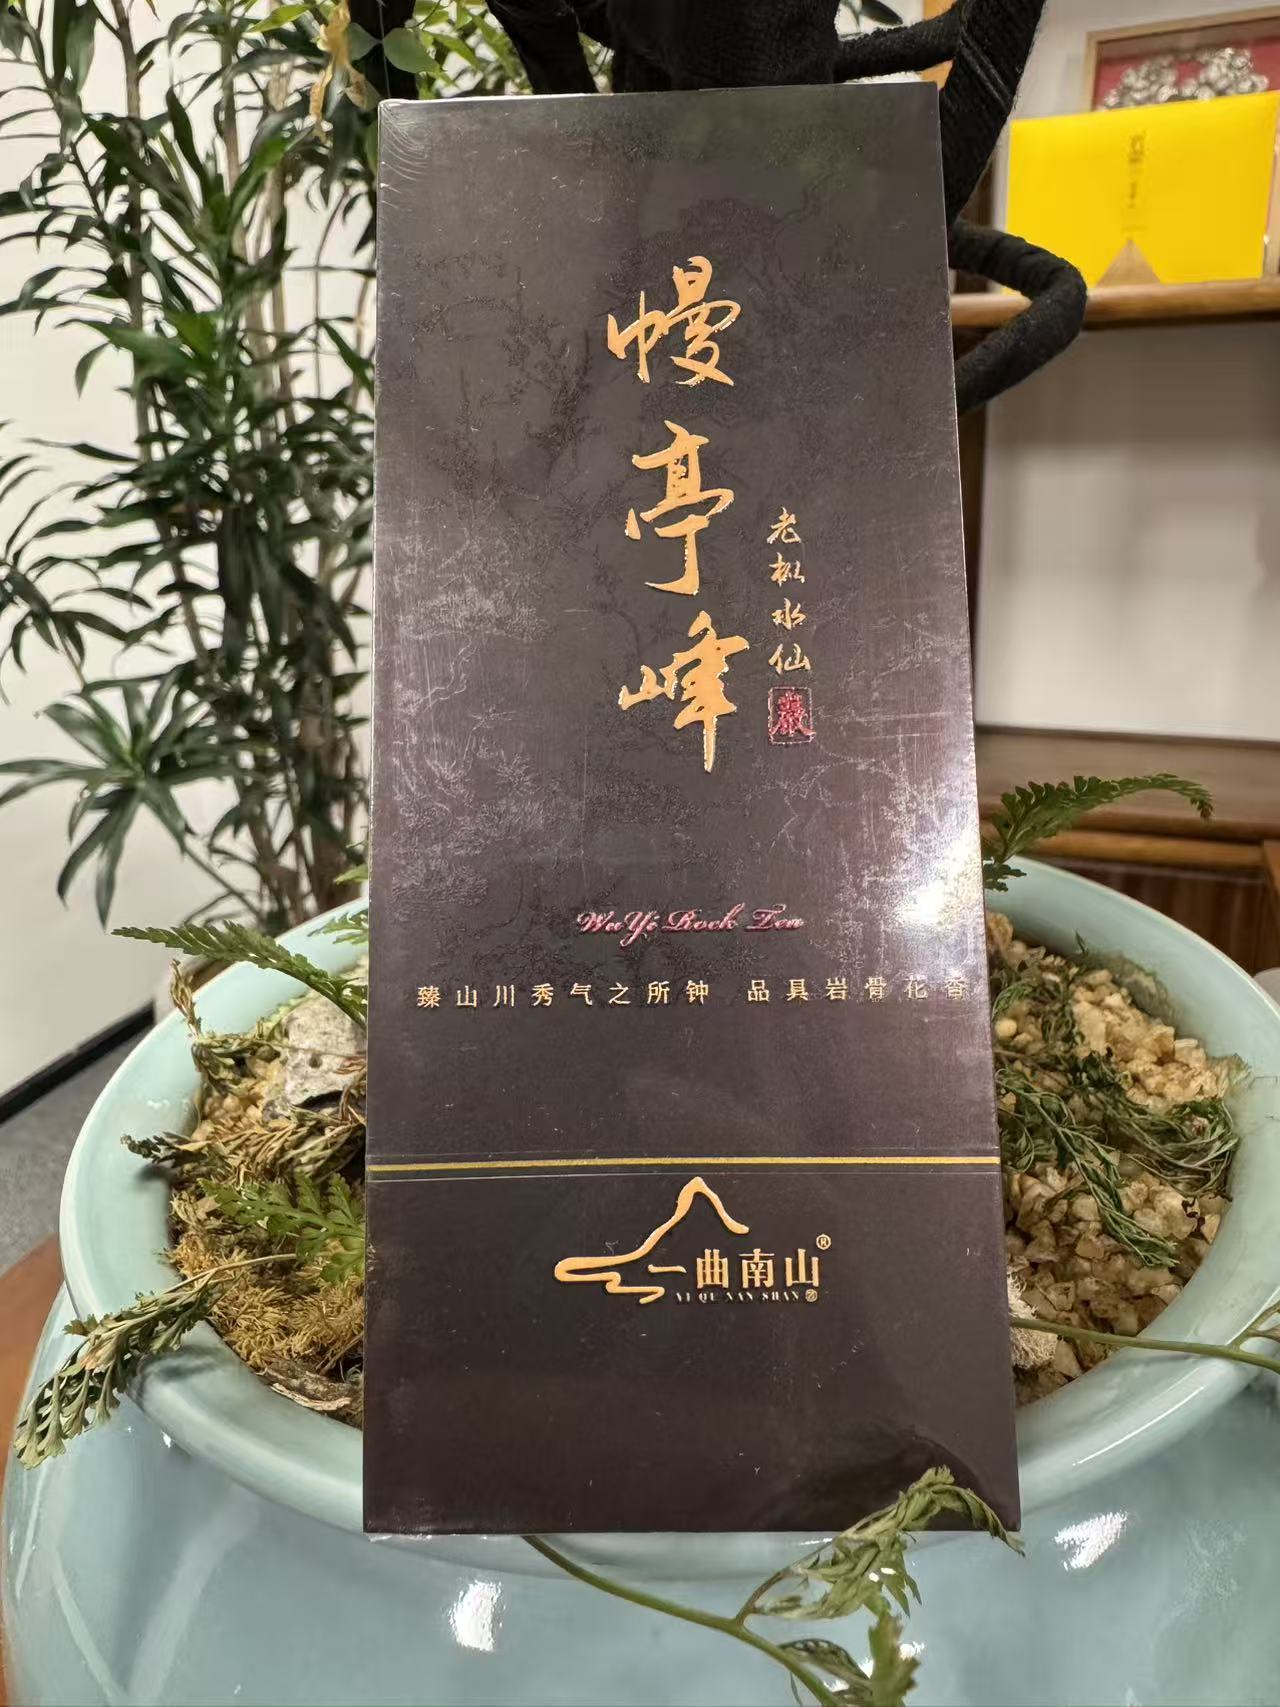 幔亭峰
老枞水仙
巖
WuYi Rock Tea
臻山川秀气之所钟 品具岩骨花香
一曲南山®
YI QU NAN SHAN